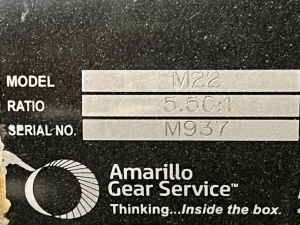 MODEL M22
RATIO 5.50:1
SERIAL NO. M937
Amarillo
Gear Service™
Thinking...Inside the box.